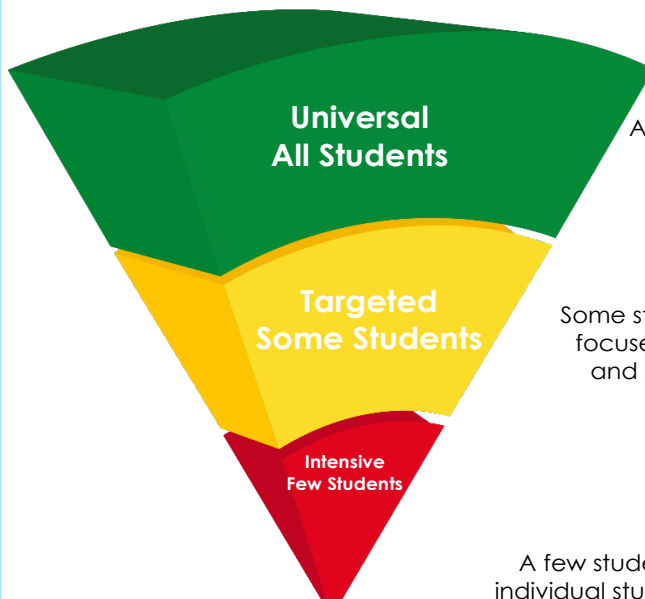 Universal
All Students
A
Targeted
Some Students
Some st
focuse
and
Intensive
Few Students
A few stude
individual stu